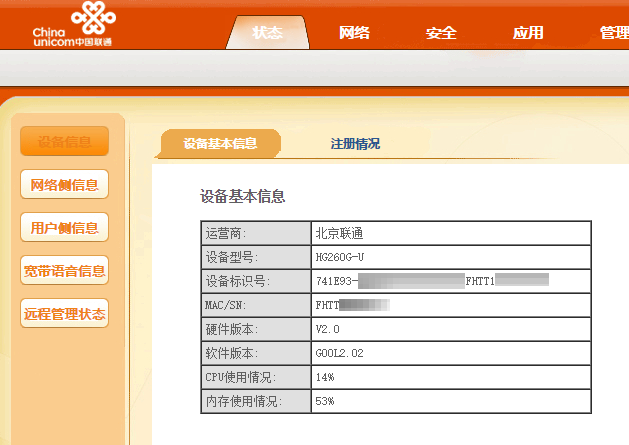 China
unicom中国联通
状态 网络 安全 应用 管理
设备信息
网络侧信息
用户侧信息
宽带语音信息
远程管理状态
设备基本信息 注册情况
设备基本信息
运营商: 北京联通
设备型号: HG260G-U
设备标识号: 741E93- FHTT1
MAC/SN: FHTT
硬件版本: V2.0
软件版本: G00L2.02
CPU使用情况: 14%
内存使用情况: 53%